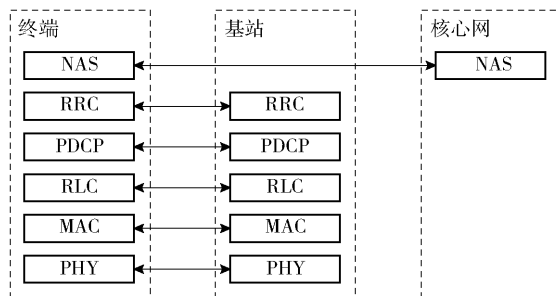 终端 基站 核心网
NAS NAS
RRC RRC
PDCP PDCP
RLC RLC
MAC MAC
PHY PHY